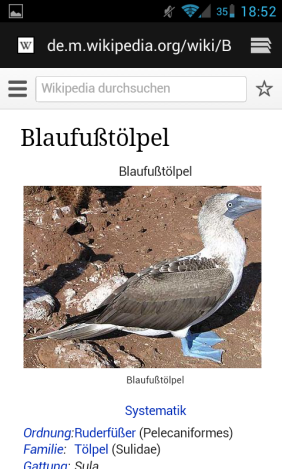 35 18:52
W de.m.wikipedia.org/wiki/B
Wikipedia durchsuchen
Blaufußtölpel
Blaufußtölpel
Blaufußtölpel
Systematik
Ordnung: Ruderfüßer (Pelecaniformes)
Familie: Tölpel (Sulidae)
Gattung: Sula